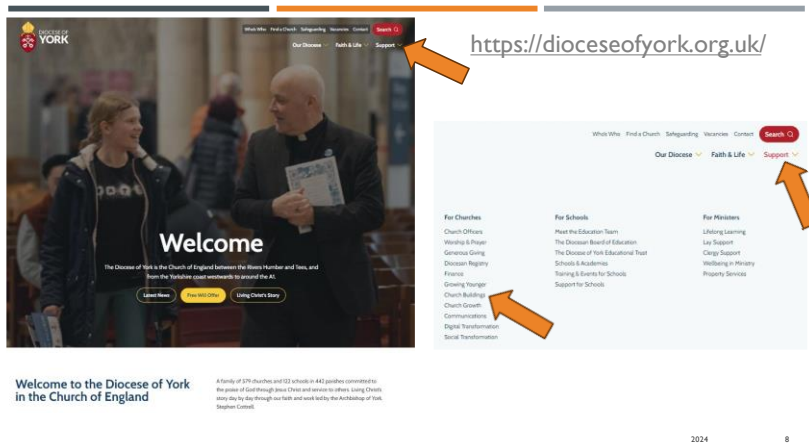 DIOCESE OF
YORK
Who's Who Find a Church Safeguarding Vacancies Contact Search
Our Diocese Faith & Life Support
Welcome
The Diocese of York is the Church of England between the Rivers Humber and Tees, and
from the Yorkshire coast westwards to around the A1.
Latest News Free Will Offer Living Christ's Story
Welcome to the Diocese of York
in the Church of England
A family of 579 churches and 122 schools in 442 parishes committed to
the praise of God through Jesus Christ and service to others. Living Christ's
story day by day through our faith and work led by the Archbishop of York,
Stephen Cottrell.
https://dioceseofyork.org.uk/
Who's Who Find a Church Safeguarding Vacancies Contact Search
Our Diocese Faith & Life Support
For Churches
Church Officers
Worship & Prayer
Generous Giving
Diocesan Registry
Finance
Growing Younger
Church Buildings
Church Growth
Communications
Digital Transformation
Social Transformation
For Schools
Meet the Education Team
The Diocesan Board of Education
The Diocese of York Educational Trust
Schools & Academies
Training & Events for Schools
Support for Schools
For Ministers
Lifelong Learning
Lay Support
Clergy Support
Wellbeing in Ministry
Property Services
2024 8